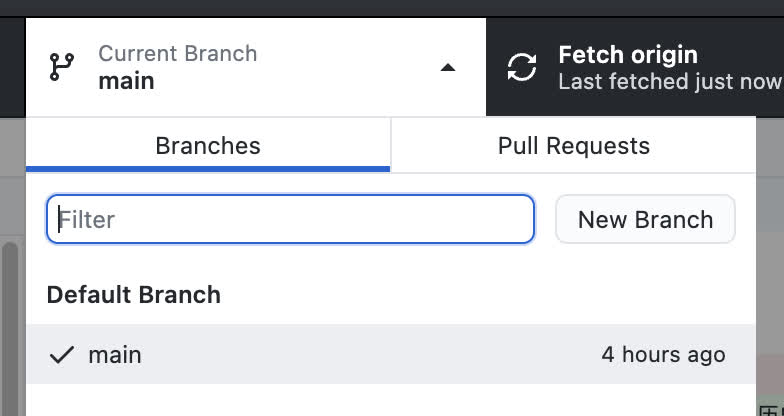 Current Branch
main
Fetch origin
Last fetched just now
Branches
Pull Requests
Filter
New Branch
Default Branch
main
4 hours ago